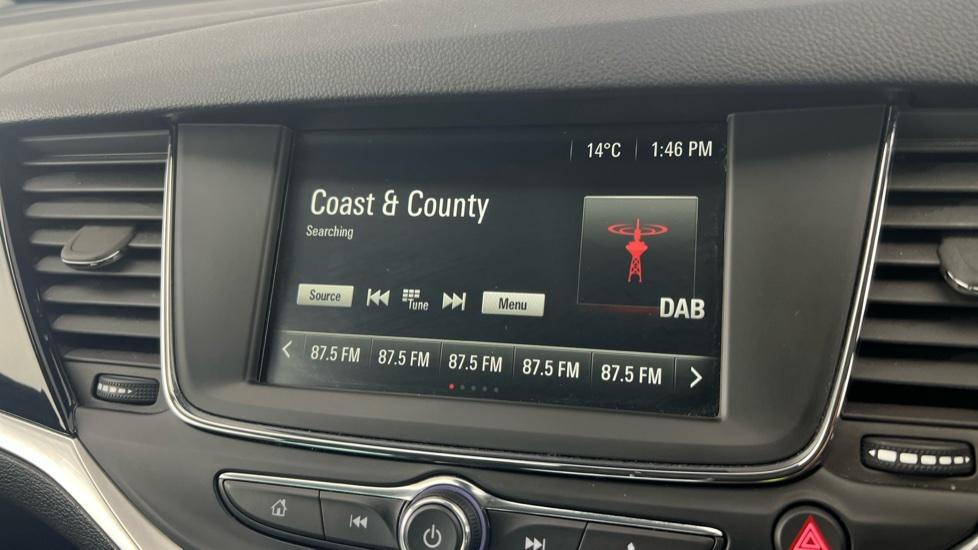 14°C 1:46 PM
Coast & County
Searching
Source Tune Menu
DAB
87.5 FM 87.5 FM 87.5 FM 87.5 FM 87.5 FM